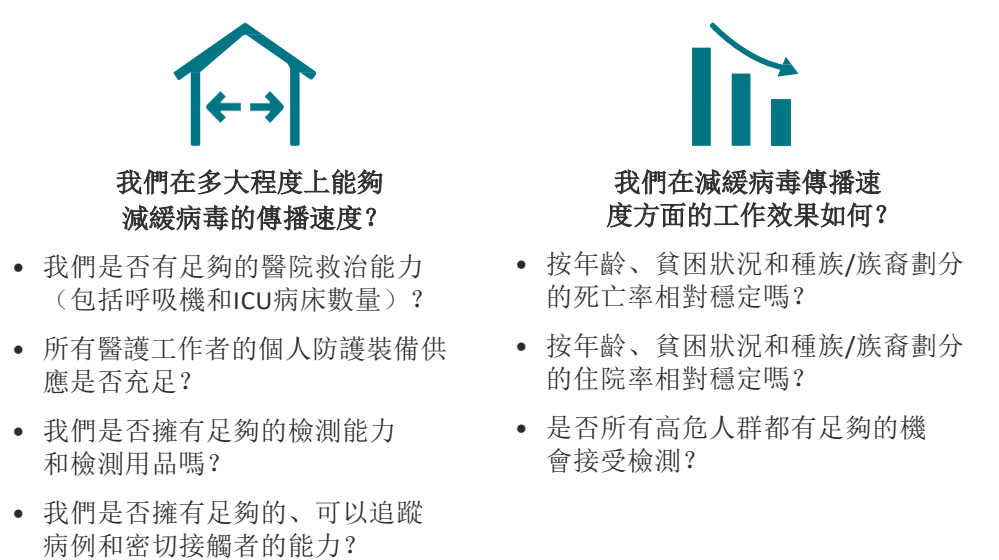 我們在多大程度上能夠
減緩病毒的傳播速度？
• 我們是否有足夠的醫院救治能力
（包括呼吸機和ICU病床數量）？
• 所有醫護工作者的個人防護裝備供
應是否充足？
• 我們是否擁有足夠的檢測能力
和檢測用品嗎？
• 我們是否擁有足夠的、可以追蹤
病例和密切接觸者的能力？
我們在減緩病毒傳播速
度方面的工作效果如何？
• 按年齡、貧困狀況和種族/族裔劃分
的死亡率相對穩定嗎？
• 按年齡、貧困狀況和種族/族裔劃分
的住院率相對穩定嗎？
• 是否所有高危人群都有足夠的機
會接受檢測？